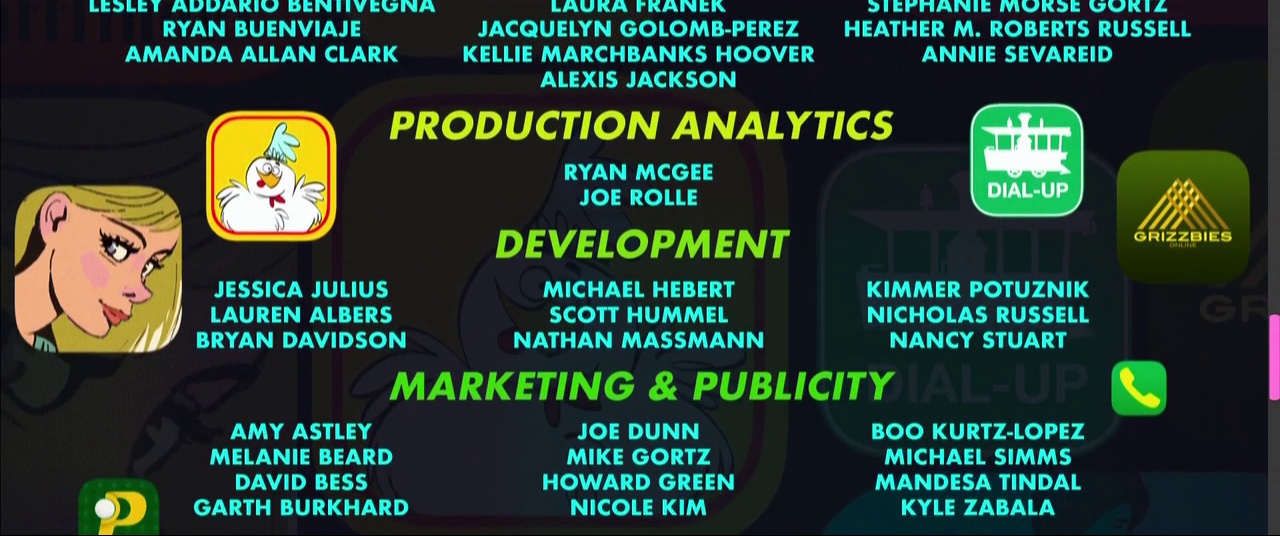 LESLEY ADDARIO BENTIVEGNA LAURA FRANEK STEPHANIE MORSE GORTZ
RYAN BUENVIAJE JACQUELYN GOLOMB-PEREZ HEATHER M. ROBERTS RUSSELL
AMANDA ALLAN CLARK KELLIE MARCHBANKS HOOVER ANNIE SEVAREID
ALEXIS JACKSON
PRODUCTION ANALYTICS
RYAN MCGEE
JOE ROLLE
DIAL-UP
GRIZZBIES
ONLINE
DEVELOPMENT
JESSICA JULIUS MICHAEL HEBERT KIMMER POTUZNIK
LAUREN ALBERS SCOTT HUMMEL NICHOLAS RUSSELL
BRYAN DAVIDSON NATHAN MASSMANN NANCY STUART
MARKETING & PUBLICITY
DIAL-UP
AMY ASTLEY JOE DUNN BOO KURTZ-LOPEZ
MELANIE BEARD MIKE GORTZ MICHAEL SIMMS
DAVID BESS HOWARD GREEN MANDESA TINDAL
GARTH BURKHARD NICOLE KIM KYLE ZABALA
P